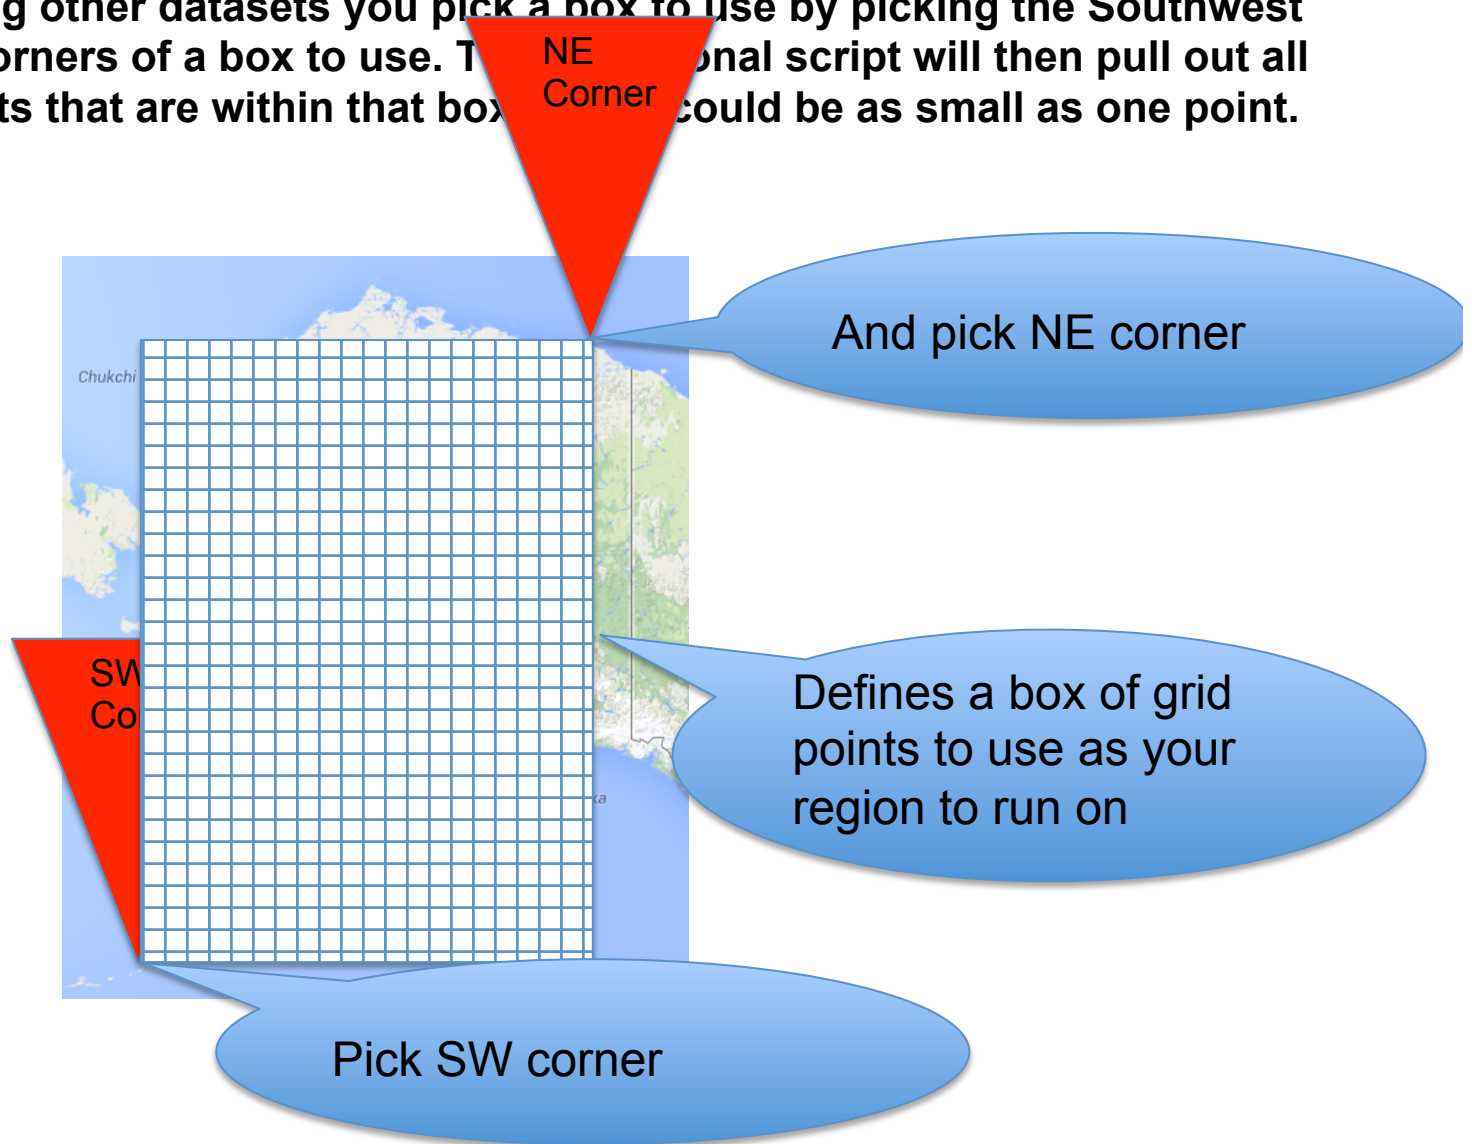 g other datasets you pick a box to use by picking the Southwest
orners of a box to use. T onal script will then pull out all
ts that are within that box could be as small as one point.
NE
Corner
And pick NE corner
Chukchi
SW
Co
Defines a box of grid
points to use as your
region to run on
ka
Pick SW corner